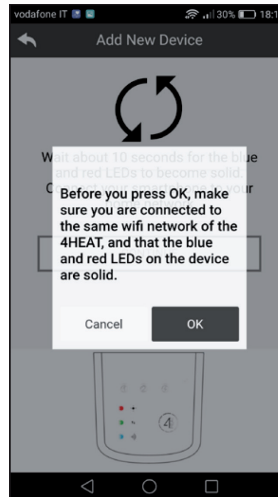 vodafone IT 30% 18:1
Add New Device
Wait about 10 seconds for the blue
and red LEDs to become solid.
Before you press OK, make
sure you are connected to
the same wifi network of the
4HEAT, and that the blue
and red LEDs on the device
are solid.
Cancel OK
4